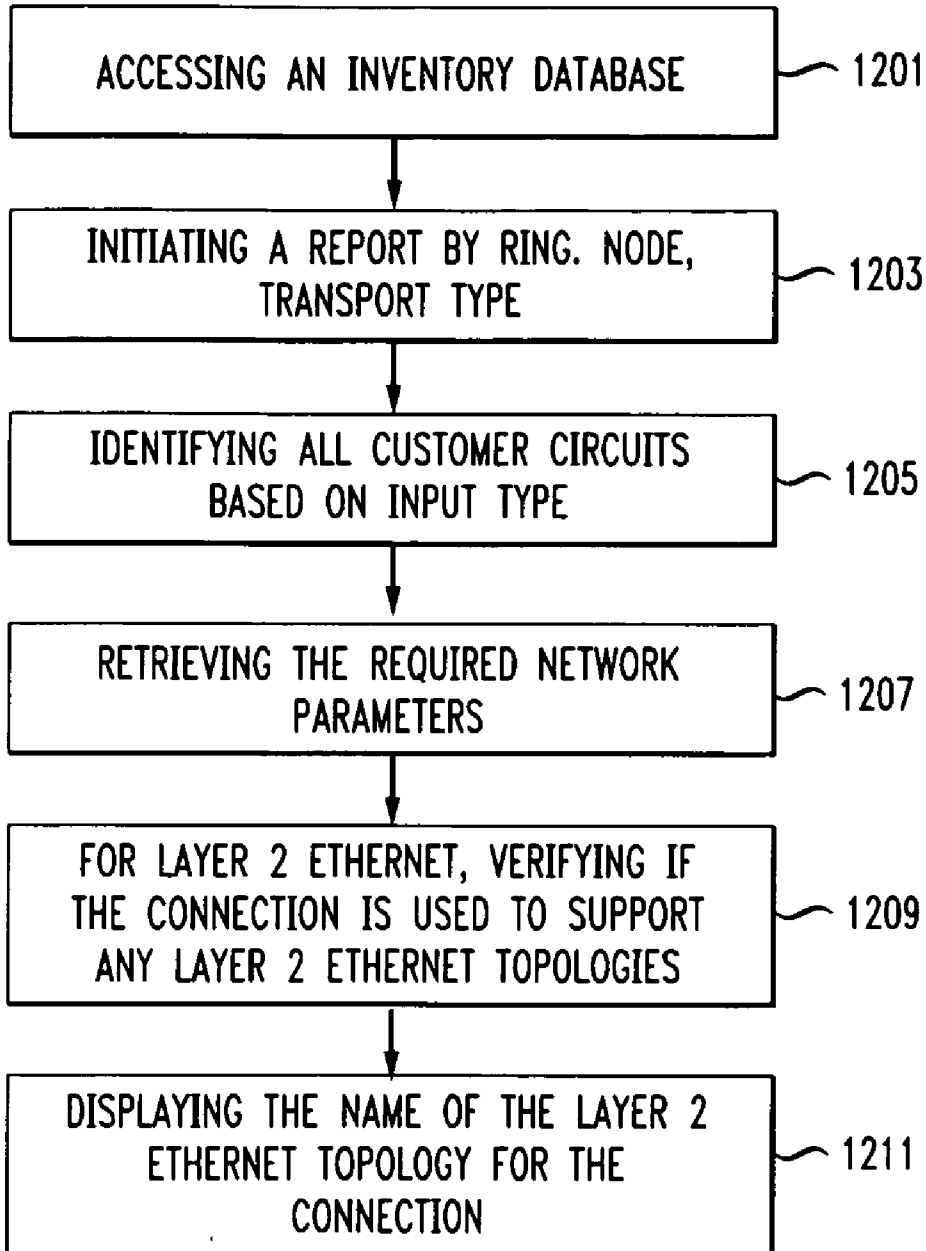 ACCESSING AN INVENTORY DATABASE
1201
INITIATING A REPORT BY RING. NODE,
TRANSPORT TYPE
1203
IDENTIFYING ALL CUSTOMER CIRCUITS
BASED ON INPUT TYPE
1205
RETRIEVING THE REQUIRED NETWORK
PARAMETERS
1207
FOR LAYER 2 ETHERNET, VERIFYING IF
THE CONNECTION IS USED TO SUPPORT
ANY LAYER 2 ETHERNET TOPOLOGIES
1209
DISPLAYING THE NAME OF THE LAYER 2
ETHERNET TOPOLOGY FOR THE
CONNECTION
1211